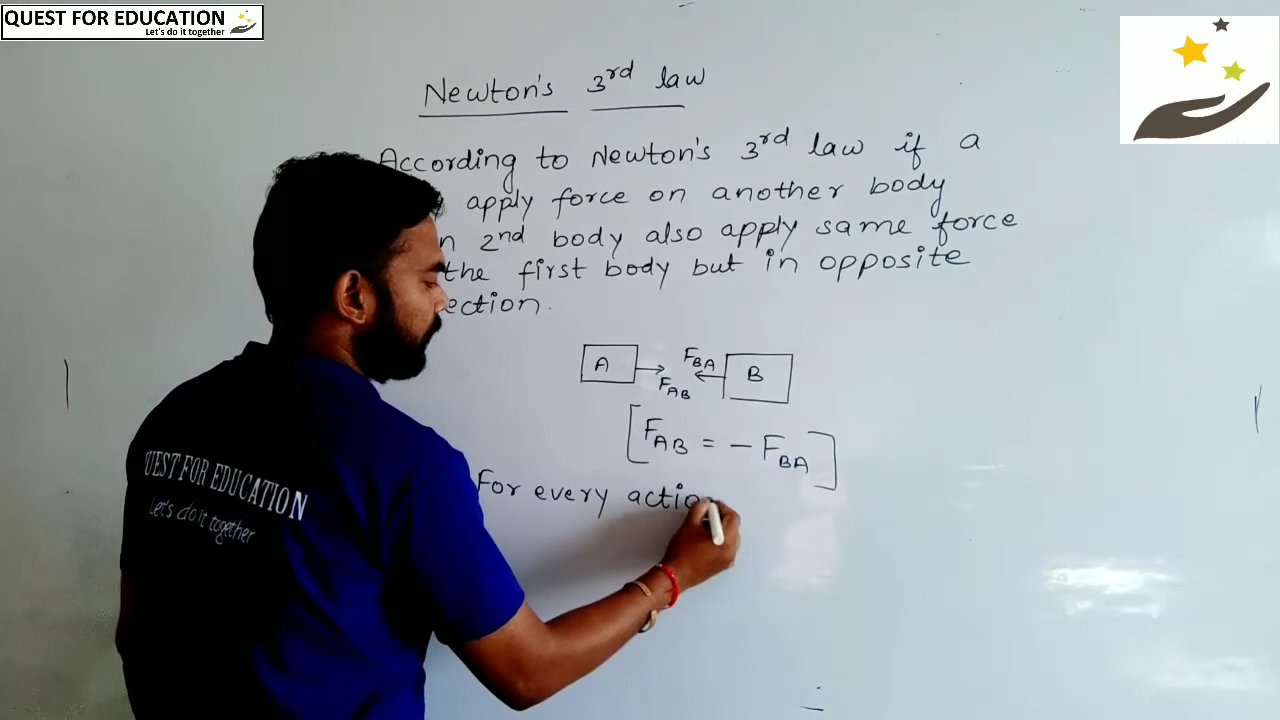 QUEST FOR EDUCATION
Let's do it together
Newton's 3rd law
According to Newton's 3rd law if a
apply force on another body
2nd body also apply same force
the first body but in opposite
ection.
A
FAB
FBA
B
FAB = - FBA
For every actio
UEST FOR EDUCATION
Let's do it together